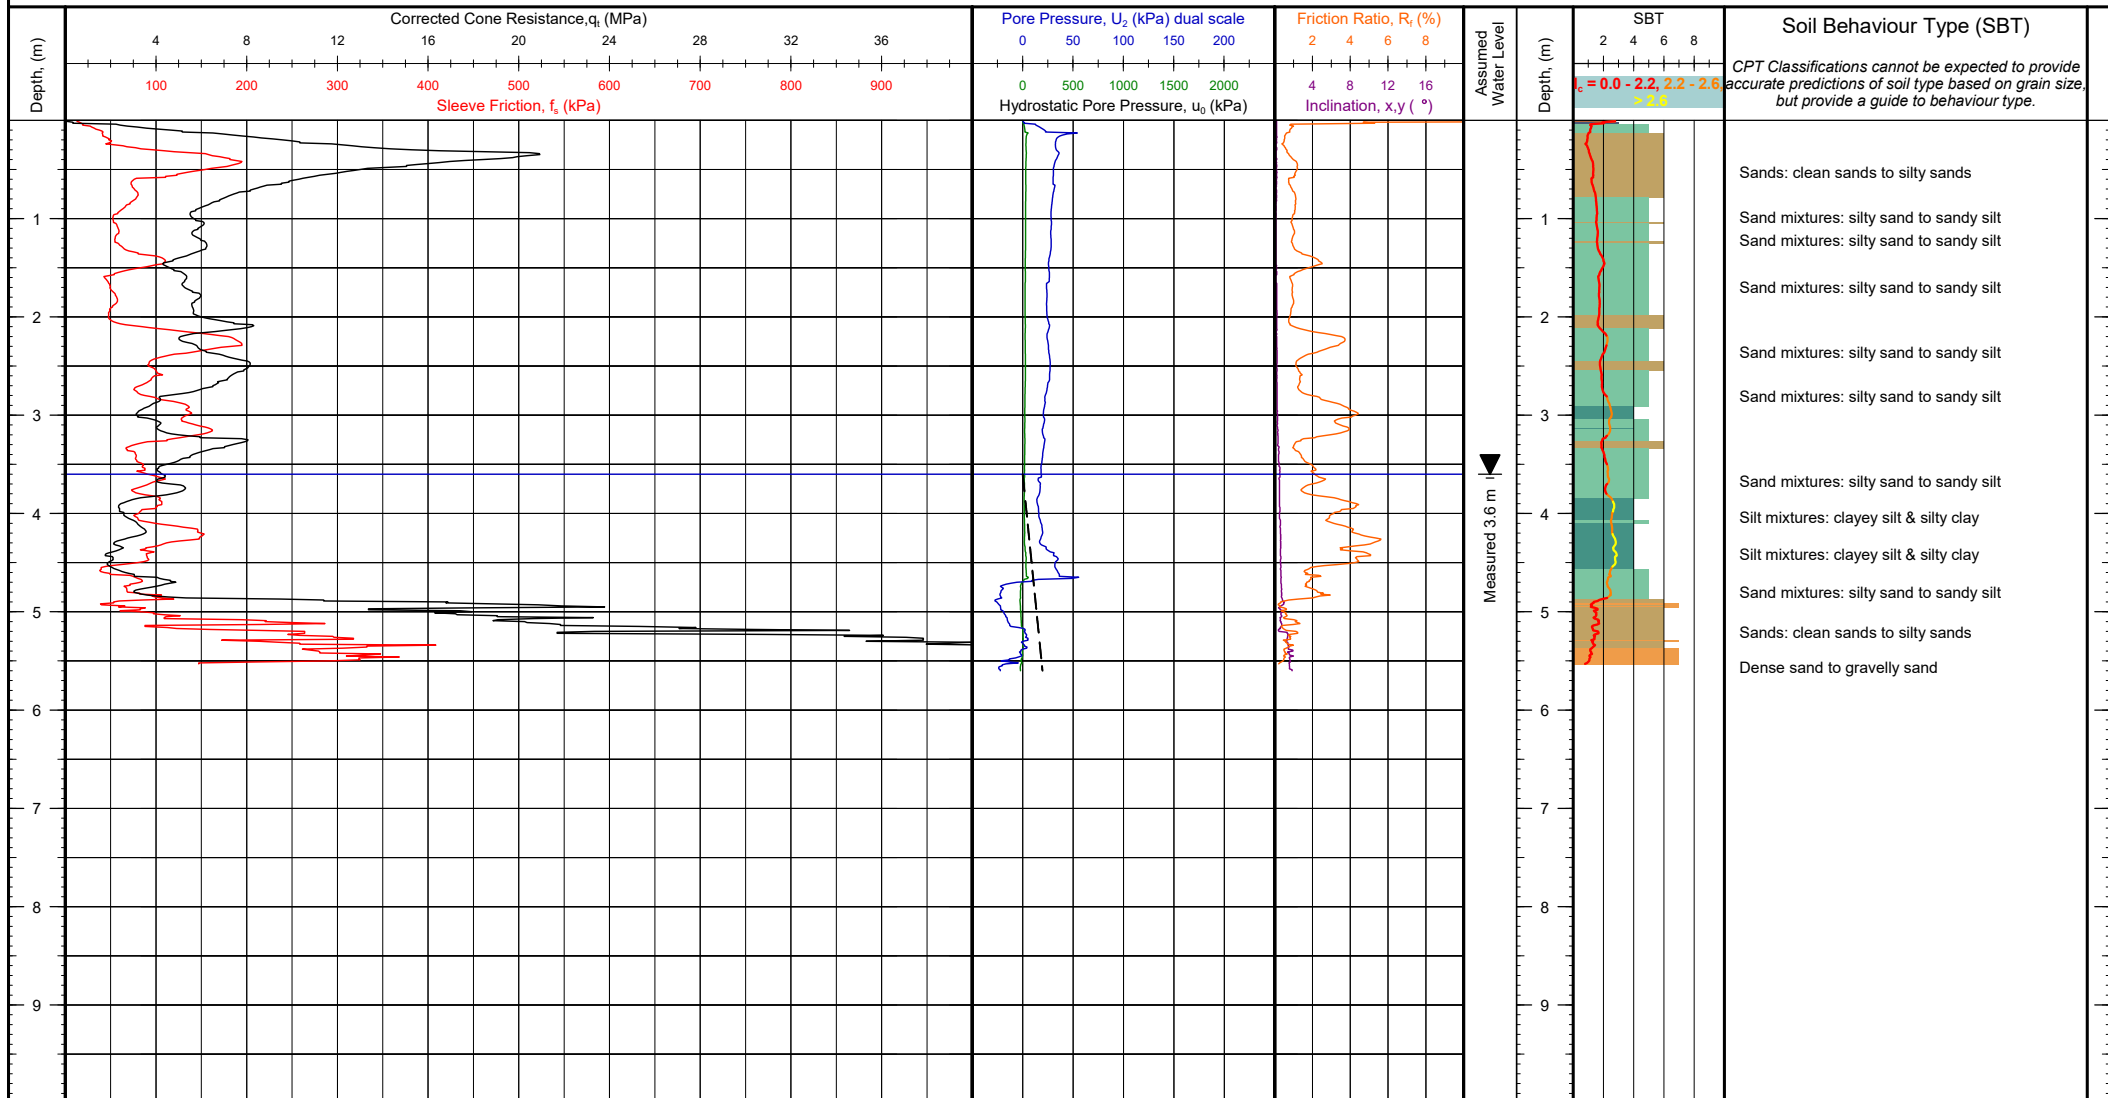 Depth, (m)
Corrected Cone Resistance,qt (MPa)
4 8 12 16 20 24 28 32 36
100 200 300 400 500 600 700 800 900
Sleeve Friction, fs (kPa)
Pore Pressure, U2 (kPa) dual scale
0 50 100 150 200
0 500 1000 1500 2000
Hydrostatic Pore Pressure, u0 (kPa)
Friction Ratio, Rf (%)
2 4 6 8
4 8 12 16
Inclination, x,y ( °)
Assumed
Water Level
Depth, (m)
SBT
2 4 6 8
Ic = 0.0 - 2.2, 2.2 - 2.6,
> 2.6
Soil Behaviour Type (SBT)
CPT Classifications cannot be expected to provide
accurate predictions of soil type based on grain size,
but provide a guide to behaviour type.
Sands: clean sands to silty sands
1 1 Sand mixtures: silty sand to sandy silt
Sand mixtures: silty sand to sandy silt
Sand mixtures: silty sand to sandy silt
2 2
Sand mixtures: silty sand to sandy silt
Sand mixtures: silty sand to sandy silt
3 3
Measured 3.6 m
Sand mixtures: silty sand to sandy silt
4 4 Silt mixtures: clayey silt & silty clay
Silt mixtures: clayey silt & silty clay
Sand mixtures: silty sand to sandy silt
5 5
Sands: clean sands to silty sands
Dense sand to gravelly sand
6 6
7 7
8 8
9 9